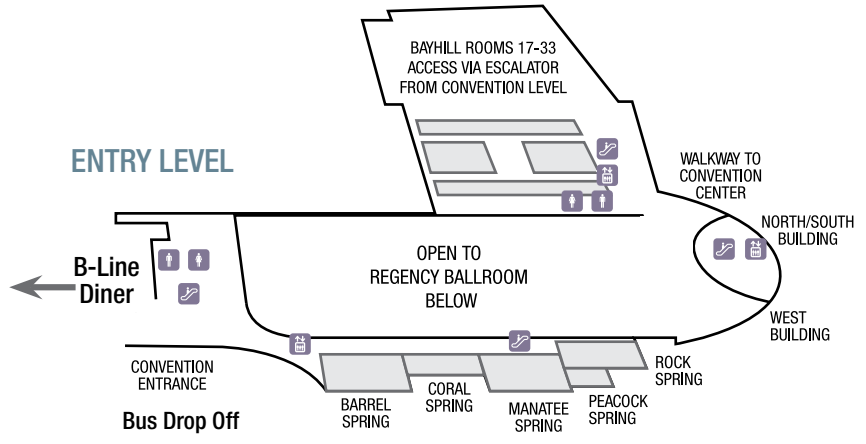 BAYHILL ROOMS 17-33
ACCESS VIA ESCALATOR
FROM CONVENTION LEVEL
ENTRY LEVEL
WALKWAY TO
CONVENTION
CENTER
NORTH/SOUTH
BUILDING
OPEN TO
REGENCY BALLROOM
BELOW
B-Line
Diner
WEST
BUILDING
CONVENTION
ENTRANCE
Bus Drop Off
BARREL
SPRING
CORAL
SPRING
MANATEE
SPRING
PEACOCK
SPRING
ROCK
SPRING